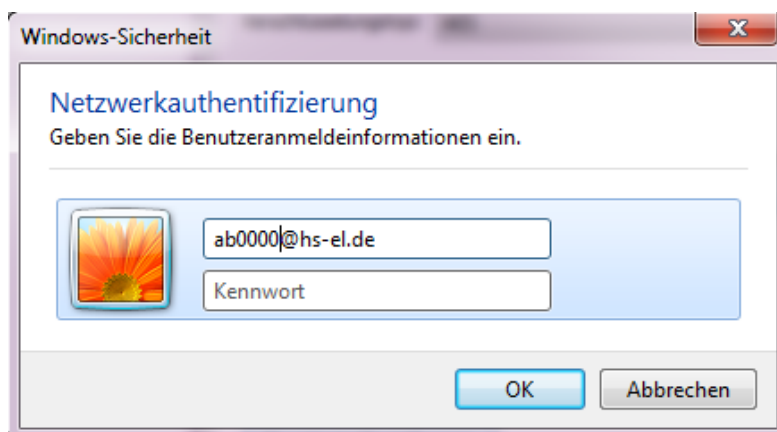 Windows-Sicherheit
Netzwerkauthentifizierung
Geben Sie die Benutzeranmeldeinformationen ein.
ab0000@hs-el.de
Kennwort
OK
Abbrechen